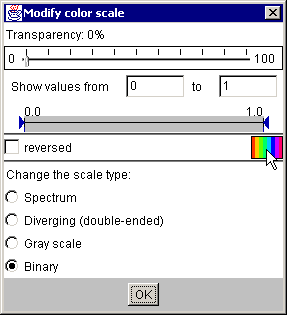 Modify color scale
Transparency: 0%
0 100
Show values from 0 to 1
0.0 1.0
reversed
Change the scale type:
Spectrum
Diverging (double-ended)
Gray scale
Binary
OK